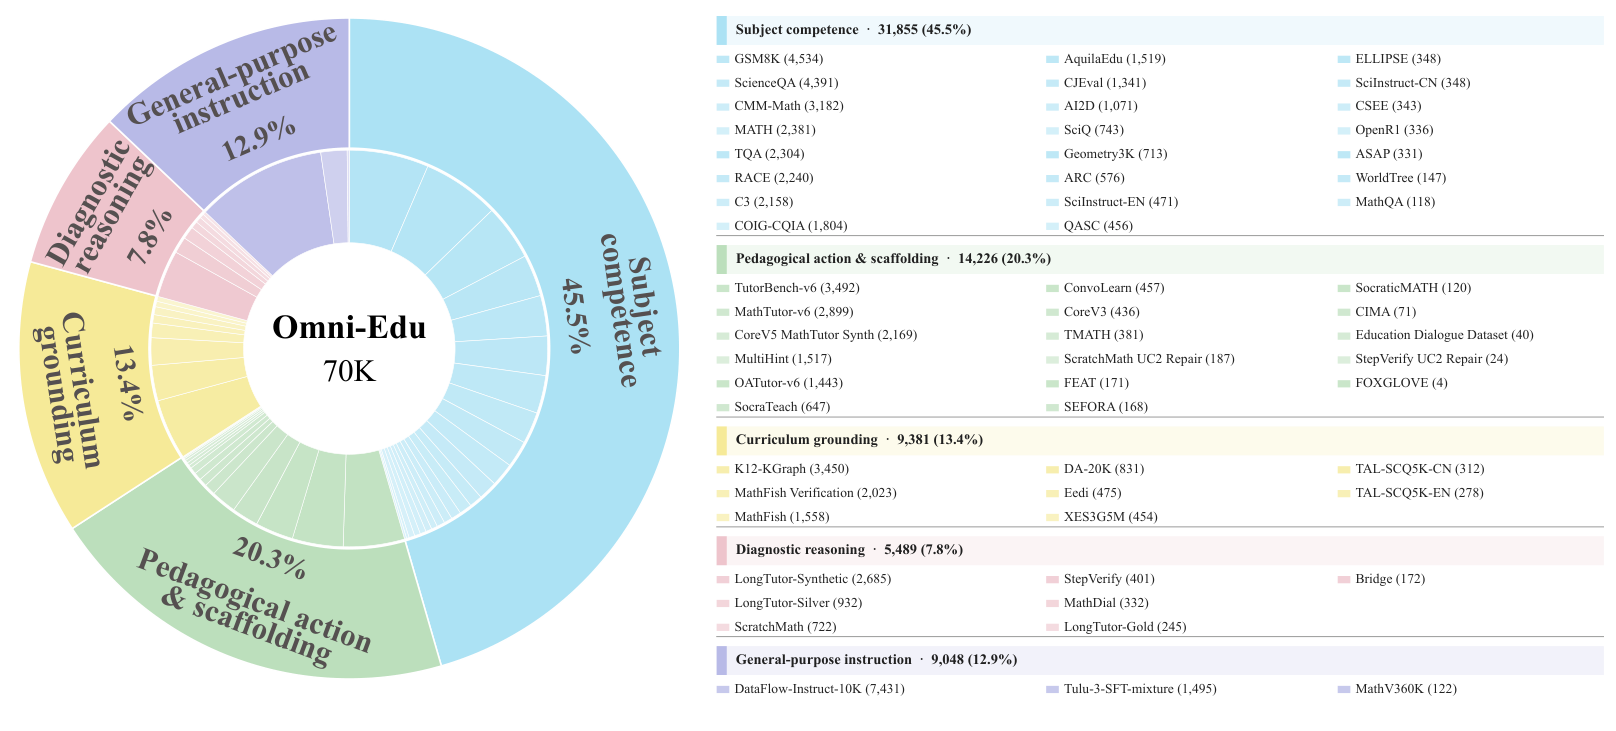 General-purpose
instruction
12.9%
Diagnostic
reasoning
7.8%
Curriculum
grounding
13.4%
Pedagogical action
& scaffolding
20.3%
Subject
competence
45.5%
Omni-Edu
70K
Subject competence · 31,855 (45.5%)
GSM8K (4,534)
ScienceQA (4,391)
CMM-Math (3,182)
MATH (2,381)
TQA (2,304)
RACE (2,240)
C3 (2,158)
COIG-CQIA (1,804)
AquilaEdu (1,519)
CJEval (1,341)
AI2D (1,071)
SciQ (743)
Geometry3K (713)
ARC (576)
SciInstruct-EN (471)
QASC (456)
ELLIPSE (348)
SciInstruct-CN (348)
CSEE (343)
OpenR1 (336)
ASAP (331)
WorldTree (147)
MathQA (118)
Pedagogical action & scaffolding · 14,226 (20.3%)
TutorBench-v6 (3,492)
MathTutor-v6 (2,899)
CoreV5 MathTutor Synth (2,169)
MultiHint (1,517)
OATutor-v6 (1,443)
SocraTeach (647)
ConvoLearn (457)
CoreV3 (436)
TMATH (381)
ScratchMath UC2 Repair (187)
FEAT (171)
SEFORA (168)
SocraticMATH (120)
CIMA (71)
Education Dialogue Dataset (40)
StepVerify UC2 Repair (24)
FOXGLOVE (4)
Curriculum grounding · 9,381 (13.4%)
K12-KGraph (3,450)
MathFish Verification (2,023)
MathFish (1,558)
DA-20K (831)
Eedi (475)
XES3G5M (454)
TAL-SCQ5K-CN (312)
TAL-SCQ5K-EN (278)
Diagnostic reasoning · 5,489 (7.8%)
LongTutor-Synthetic (2,685)
LongTutor-Silver (932)
ScratchMath (722)
StepVerify (401)
MathDial (332)
LongTutor-Gold (245)
Bridge (172)
General-purpose instruction · 9,048 (12.9%)
DataFlow-Instruct-10K (7,431)
Tulu-3-SFT-mixture (1,495)
MathV360K (122)